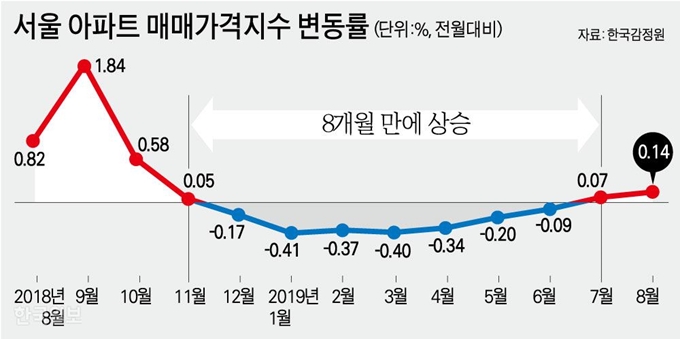 서울 아파트 매매가격지수 변동률 (단위:%, 전월대비)
자료: 한국감정원
1.84
0.82
0.58
0.05
8개월 만에 상승
0.07
0.14
-0.17
-0.41
-0.37
-0.40
-0.34
-0.20
-0.09
2018년 8월
9월
10월
11월
12월
2019년 1월
2월
3월
4월
5월
6월
7월
8월